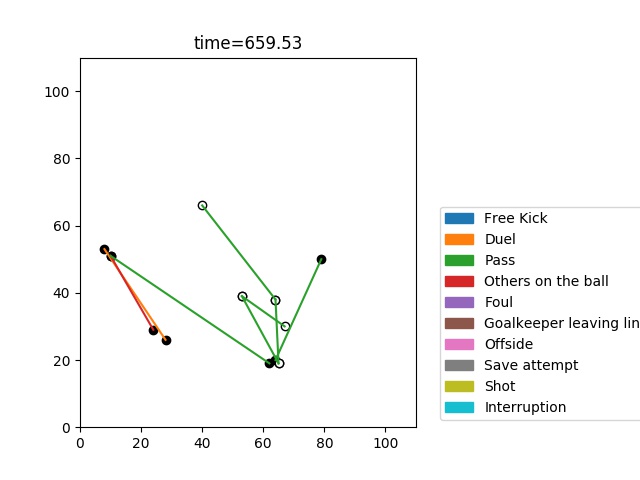 time=659.53
100
80
60
40
20
0
0 20 40 60 80 100
Free Kick
Duel
Pass
Others on the ball
Foul
Goalkeeper leaving lin
Offside
Save attempt
Shot
Interruption